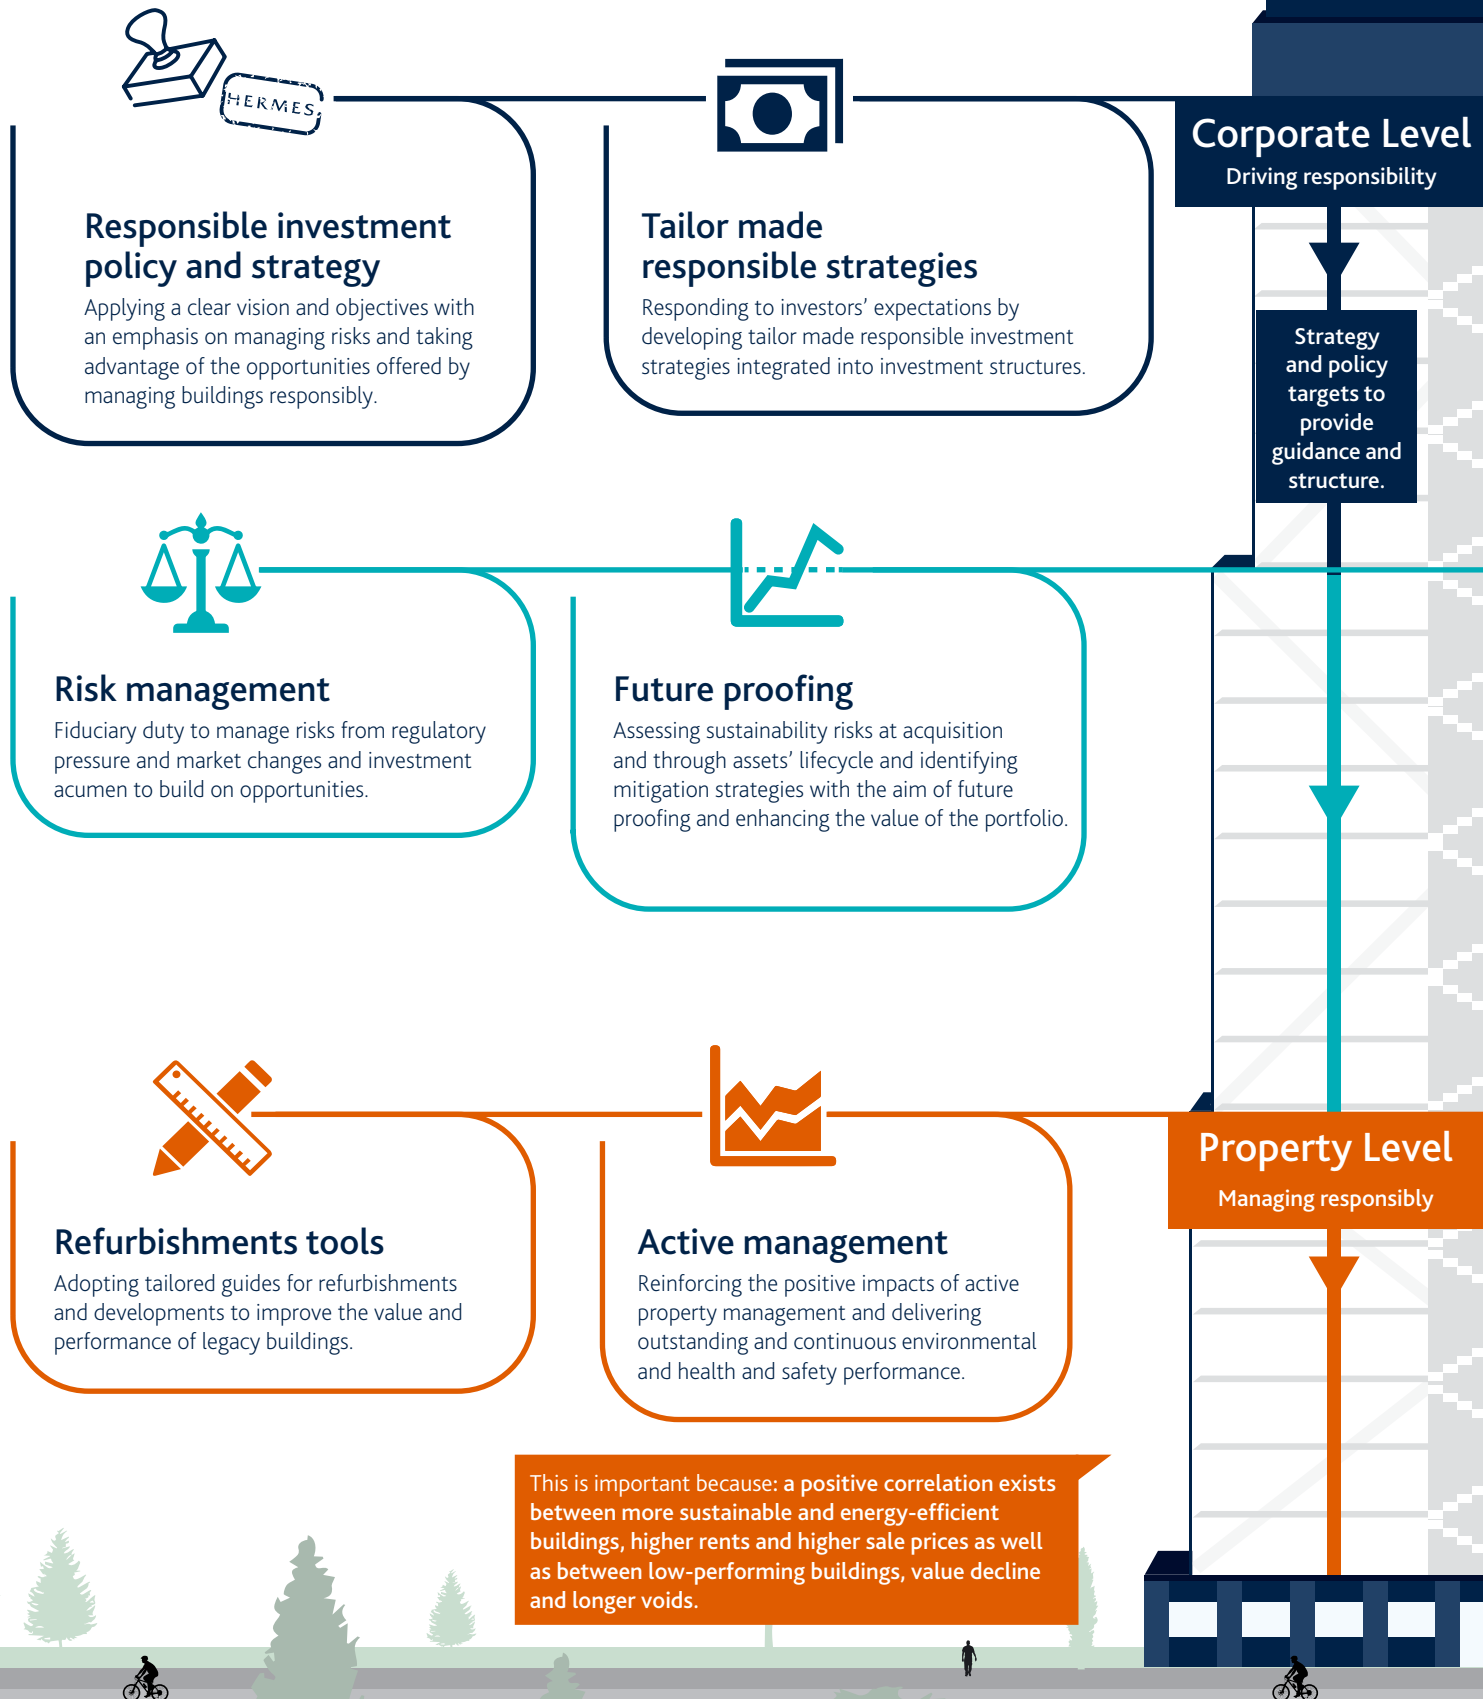 HERMES
Corporate Level
Driving responsibility
Responsible investment
policy and strategy
Applying a clear vision and objectives with
an emphasis on managing risks and taking
advantage of the opportunities offered by
managing buildings responsibly.
Tailor made
responsible strategies
Responding to investors’ expectations by
developing tailor made responsible investment
strategies integrated into investment structures.
Strategy
and policy
targets to
provide
guidance and
structure.
Risk management
Fiduciary duty to manage risks from regulatory
pressure and market changes and investment
acumen to build on opportunities.
Future proofing
Assessing sustainability risks at acquisition
and through assets’ lifecycle and identifying
mitigation strategies with the aim of future
proofing and enhancing the value of the portfolio.
Property Level
Managing responsibly
Refurbishments tools
Adopting tailored guides for refurbishments
and developments to improve the value and
performance of legacy buildings.
Active management
Reinforcing the positive impacts of active
property management and delivering
outstanding and continuous environmental
and health and safety performance.
This is important because: a positive correlation exists
between more sustainable and energy-efficient
buildings, higher rents and higher sale prices as well
as between low-performing buildings, value decline
and longer voids.